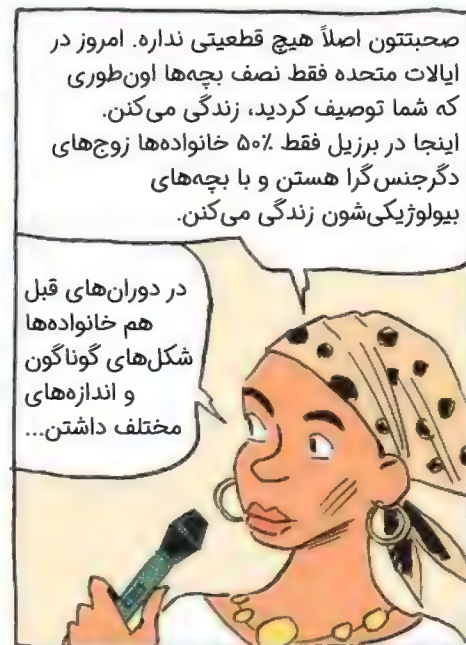 صحبتتون اصلاً هیچ قطعیتی نداره. امروز در
ایالات متحده فقط نصف بچه‌ها اون‌طوری
که شما توصیف کردید، زندگی می‌کنن.
اینجا در برزیل فقط ۵۰٪ خانواده‌ها زوج‌های
دگرجنس‌گرا هستن و با بچه‌های
بیولوژیکی‌شون زندگی می‌کنن.
در دوران‌های قبل
هم خانواده‌ها
شکل‌های گوناگون
و اندازه‌های
مختلف داشتن...